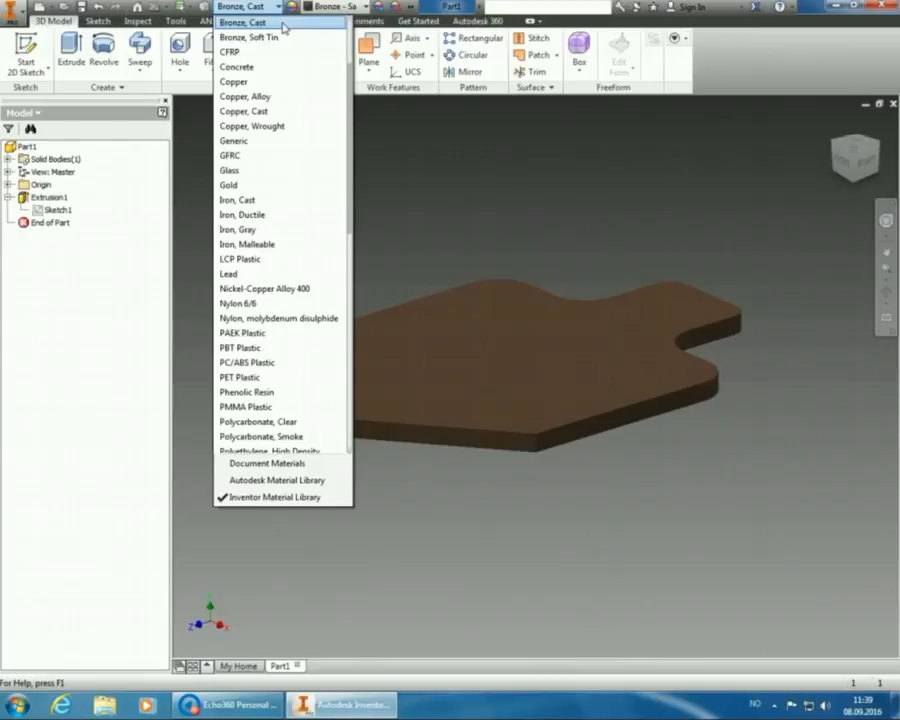 Bronze, Cast
Bronze - Sa
Part1
Sign In
3D Model
Sketch
Inspect
Tools
Get Started
Autodesk 360
Start
2D Sketch
Extrude
Revolve
Sweep
Hole
Plane
Axis
Point
UCS
Rectangular
Circular
Mirror
Stitch
Patch
Trim
Box
Edit
Form
Sketch
Create
Work Features
Pattern
Surface
Freeform
Model
Part1
Solid Bodies(1)
View: Master
Origin
Extrusion1
Sketch1
End of Part
Bronze, Cast
Bronze, Soft Tin
CFRP
Concrete
Copper
Copper, Alloy
Copper, Cast
Copper, Wrought
Generic
GFRC
Glass
Gold
Iron, Cast
Iron, Ductile
Iron, Gray
Iron, Malleable
LCP Plastic
Lead
Nickel-Copper Alloy 400
Nylon 6/6
Nylon, molybdenum disulphide
PAEK Plastic
PBT Plastic
PC/ABS Plastic
PET Plastic
Phenolic Resin
PMMA Plastic
Polycarbonate, Clear
Polycarbonate, Smoke
Polyethylene, High Density
Document Materials
Autodesk Material Library
Inventor Material Library
My Home
Part1
For Help, press F1
1 1
Echo360 Personal ...
Autodesk Invento...
NO
11:39
08.09.2016